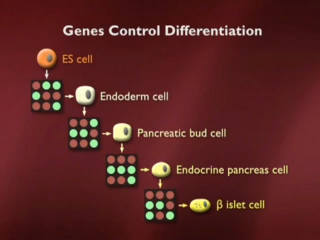 Genes Control Differentiation
ES cell
Endoderm cell
Pancreatic bud cell
Endocrine pancreas cell
β islet cell